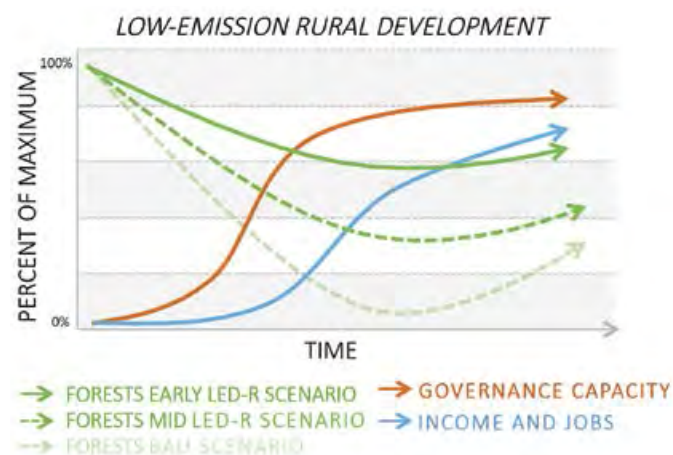 LOW-EMISSION RURAL DEVELOPMENT
100%
PERCENT OF MAXIMUM
0%
TIME
FORESTS EARLY LED-R SCENARIO
GOVERNANCE CAPACITY
FORESTS MID LED-R SCENARIO
INCOME AND JOBS
FORESTS BAU SCENARIO